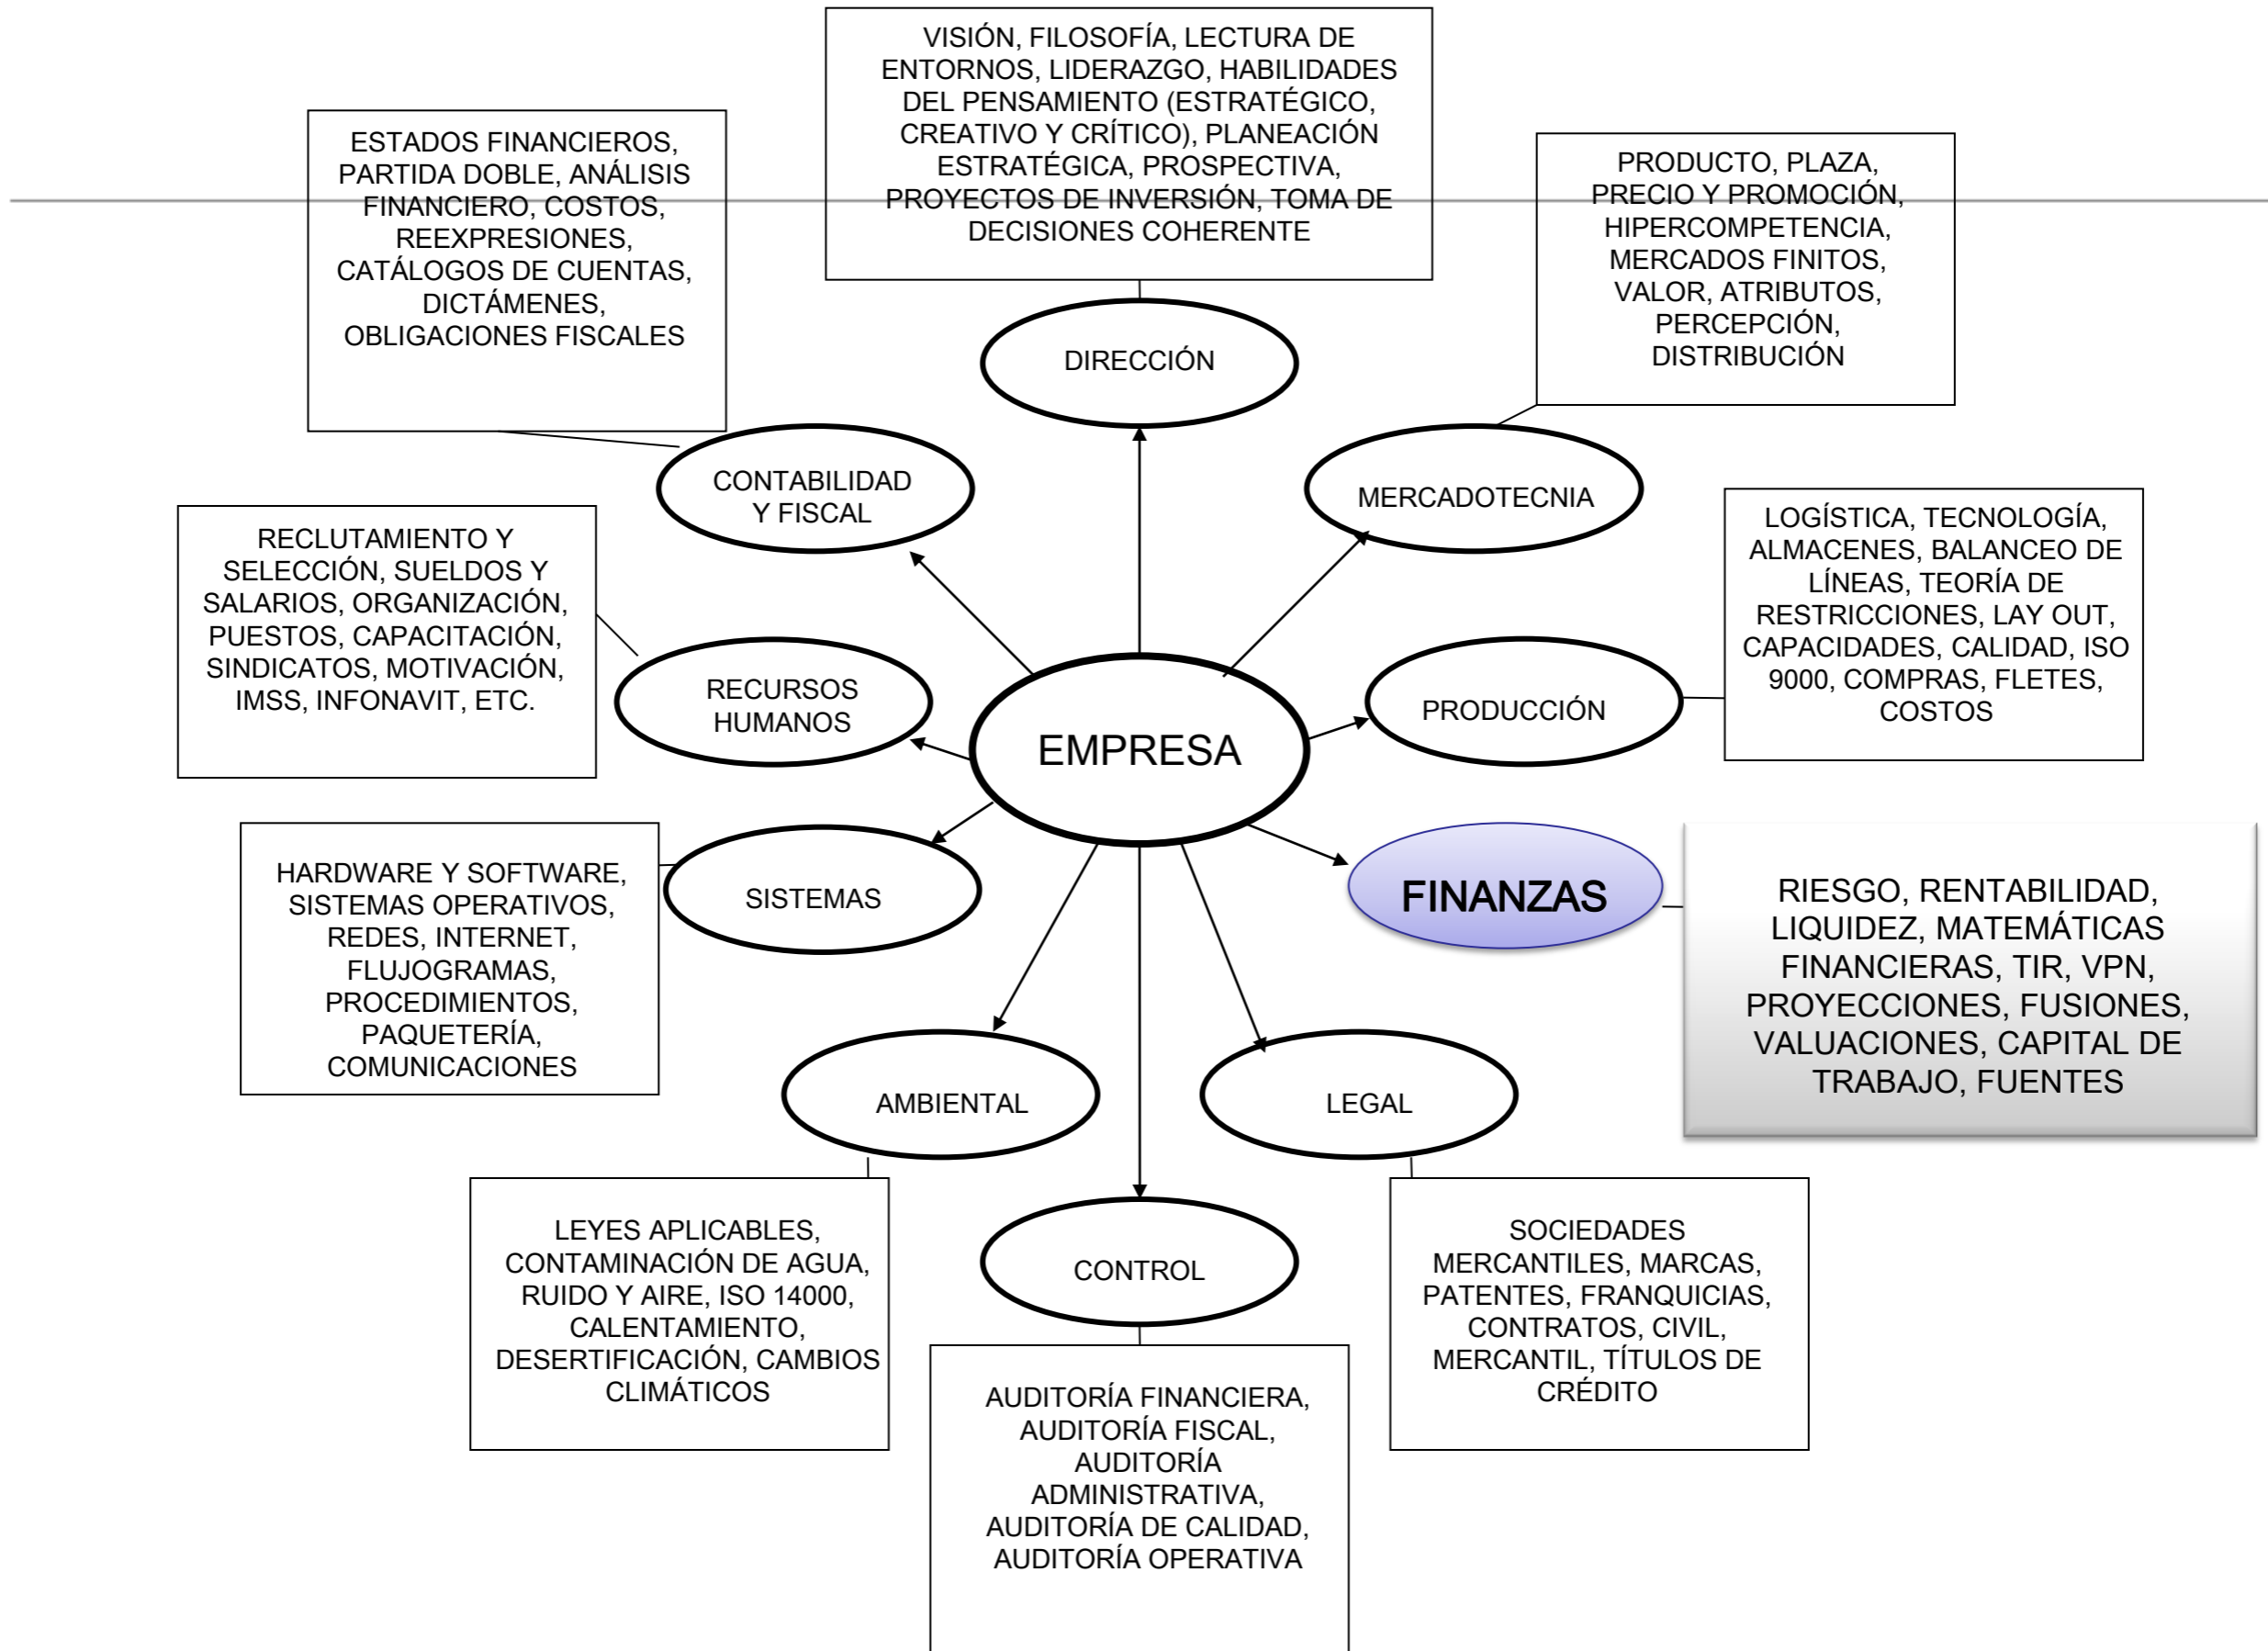 VISIÓN, FILOSOFÍA, LECTURA DE
ENTORNOS, LIDERAZGO, HABILIDADES
DEL PENSAMIENTO (ESTRATÉGICO,
CREATIVO Y CRÍTICO), PLANEACIÓN
ESTRATÉGICA, PROSPECTIVA,
PROYECTOS DE INVERSIÓN, TOMA DE
DECISIONES COHERENTE
ESTADOS FINANCIEROS,
PARTIDA DOBLE, ANÁLISIS
FINANCIERO, COSTOS,
REEXPRESIONES,
CATÁLOGOS DE CUENTAS,
DICTÁMENES,
OBLIGACIONES FISCALES
PRODUCTO, PLAZA,
PRECIO Y PROMOCIÓN,
HIPERCOMPETENCIA,
MERCADOS FINITOS,
VALOR, ATRIBUTOS,
PERCEPCIÓN,
DISTRIBUCIÓN
DIRECCIÓN
CONTABILIDAD
Y FISCAL
MERCADOTECNIA
RECLUTAMIENTO Y
SELECCIÓN, SUELDOS Y
SALARIOS, ORGANIZACIÓN,
PUESTOS, CAPACITACIÓN,
SINDICATOS, MOTIVACIÓN,
IMSS, INFONAVIT, ETC.
LOGÍSTICA, TECNOLOGÍA,
ALMACENES, BALANCEO DE
LÍNEAS, TEORÍA DE
RESTRICCIONES, LAY OUT,
CAPACIDADES, CALIDAD, ISO
9000, COMPRAS, FLETES,
COSTOS
RECURSOS
HUMANOS
EMPRESA
PRODUCCIÓN
HARDWARE Y SOFTWARE,
SISTEMAS OPERATIVOS,
REDES, INTERNET,
FLUJOGRAMAS,
PROCEDIMIENTOS,
PAQUETERÍA,
COMUNICACIONES
SISTEMAS
FINANZAS
RIESGO, RENTABILIDAD,
LIQUIDEZ, MATEMÁTICAS
FINANCIERAS, TIR, VPN,
PROYECCIONES, FUSIONES,
VALUACIONES, CAPITAL DE
TRABAJO, FUENTES
AMBIENTAL
LEGAL
LEYES APLICABLES,
CONTAMINACIÓN DE AGUA,
RUIDO Y AIRE, ISO 14000,
CALENTAMIENTO,
DESERTIFICACIÓN, CAMBIOS
CLIMÁTICOS
CONTROL
SOCIEDADES
MERCANTILES, MARCAS,
PATENTES, FRANQUICIAS,
CONTRATOS, CIVIL,
MERCANTIL, TÍTULOS DE
CRÉDITO
AUDITORÍA FINANCIERA,
AUDITORÍA FISCAL,
AUDITORÍA
ADMINISTRATIVA,
AUDITORÍA DE CALIDAD,
AUDITORÍA OPERATIVA